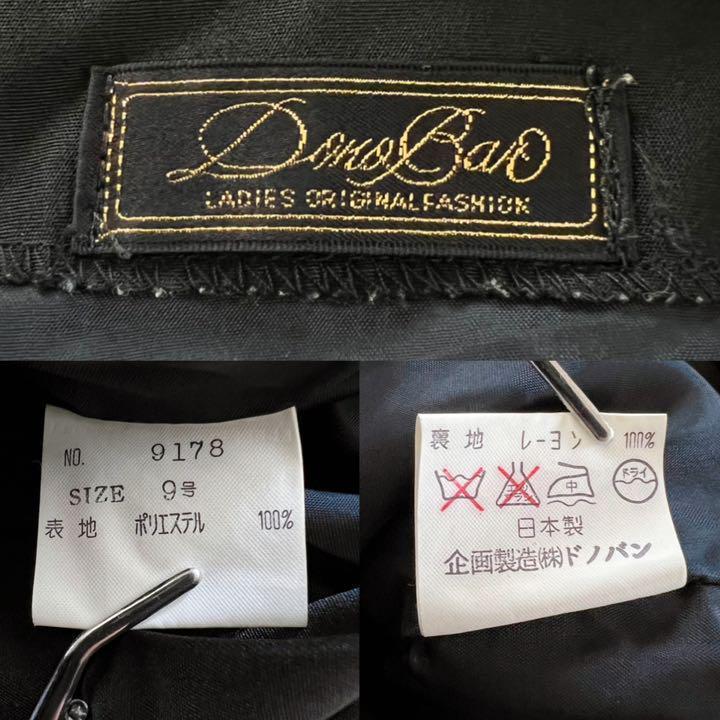 DonoBan
LADIES ORIGINAL FASHION
NO. 9178
SIZE 9号
表地 ポリエステル 100%
裏地 レーヨン 100%
中 ドライ
日本製
企画製造(株)ドノバン